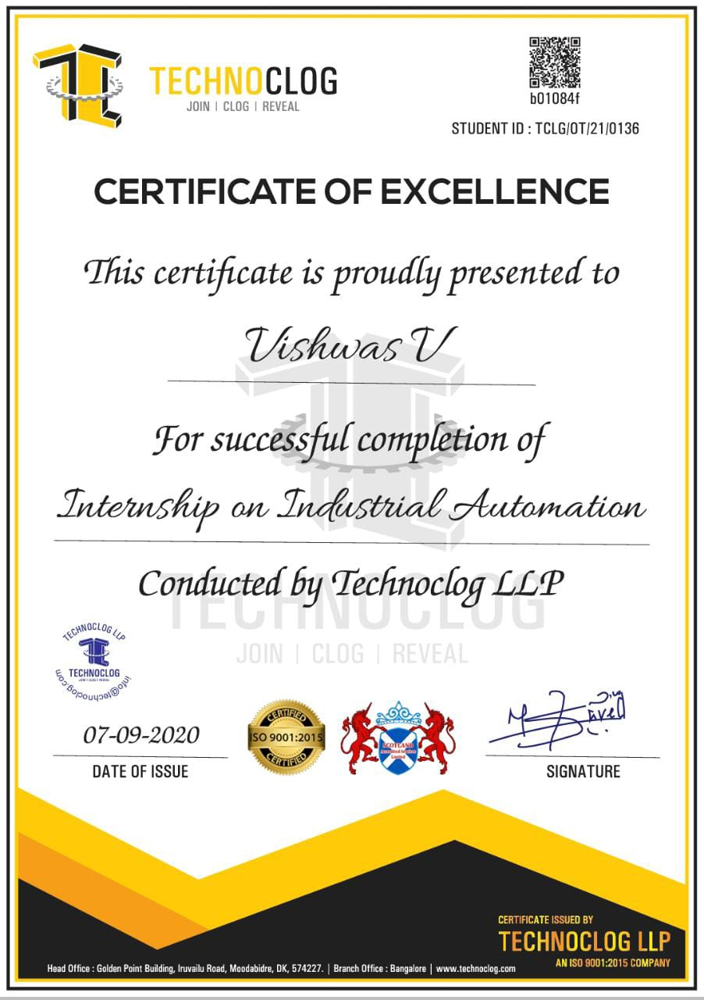 TECHNOCLOG
JOIN | CLOG | REVEAL
b01084f
STUDENT ID : TCLG/OT/21/0136
CERTIFICATE OF EXCELLENCE
This certificate is proudly presented to
Vishwas V
For successful completion of
Internship on Industrial Automation
Conducted by Technoclog LLP
TECHNOCLOG
JOIN | CLOG | REVEAL
TECHNOCLOG LLP
TECHNOCLOG
JOIN | CLOG | REVEAL
info@technoclog.com
07-09-2020
DATE OF ISSUE
CERTIFIED
ISO 9001:2015
CERTIFIED
SCOTLAND
Accredited Services
Limited
SIGNATURE
CERTIFICATE ISSUED BY
TECHNOCLOG LLP
AN ISO 9001:2015 COMPANY
Head Office : Golden Point Building, Iruvailu Road, Moodabidre, DK, 574227. | Branch Office : Bangalore | www.technoclog.com